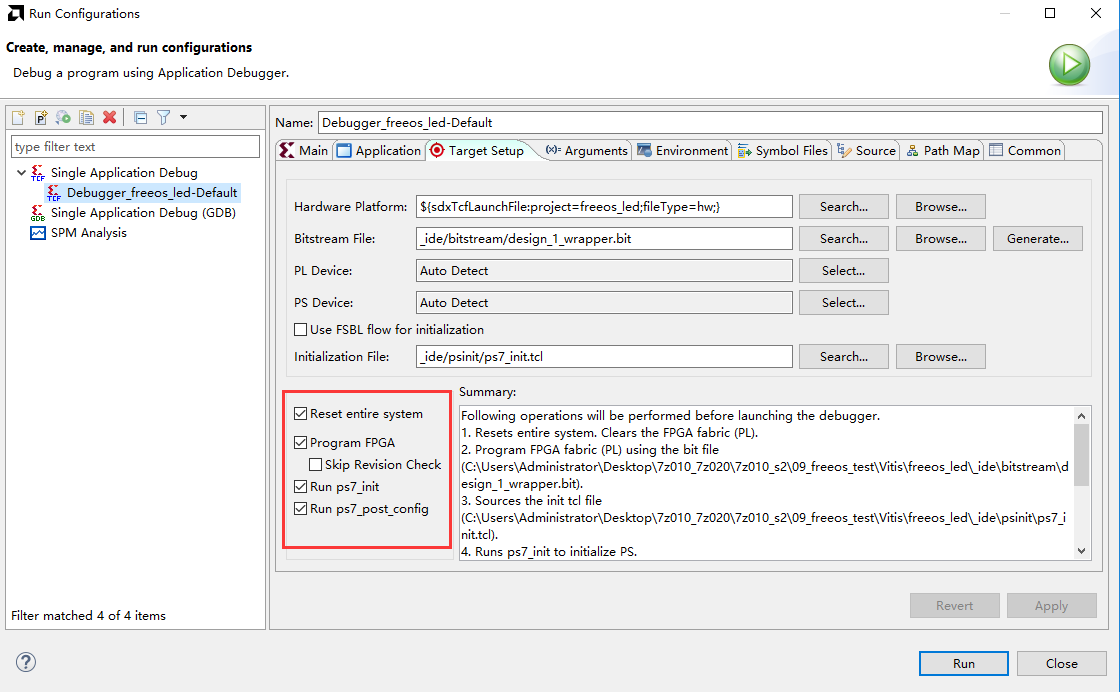 Run Configurations
Create, manage, and run configurations
Debug a program using Application Debugger.
type filter text
Single Application Debug
Debugger_freeos_led-Default
Single Application Debug (GDB)
SPM Analysis
Filter matched 4 of 4 items
Name: Debugger_freeos_led-Default
Main Application Target Setup (x)= Arguments Environment Symbol Files Source Path Map Common
Hardware Platform: ${sdxTcfLaunchFile:project=freeos_led;fileType=hw;} Search... Browse...
Bitstream File: _ide/bitstream/design_1_wrapper.bit Search... Browse... Generate...
PL Device: Auto Detect Select...
PS Device: Auto Detect Select...
Use FSBL flow for initialization
Initialization File: _ide/psinit/ps7_init.tcl Search... Browse...
Reset entire system
Program FPGA
Skip Revision Check
Run ps7_init
Run ps7_post_config
Summary:
Following operations will be performed before launching the debugger.
1. Resets entire system. Clears the FPGA fabric (PL).
2. Program FPGA fabric (PL) using the bit file
(C:\Users\Administrator\Desktop\7z010_7z020\7z010_s2\09_freeos_test\Vitis\freeos_led\_ide\bitstream\d
esign_1_wrapper.bit).
3. Sources the init tcl file
(C:\Users\Administrator\Desktop\7z010_7z020\7z010_s2\09_freeos_test\Vitis\freeos_led\_ide\psinit\ps7_i
nit.tcl).
4. Runs ps7_init to initialize PS.
Revert Apply
Run Close